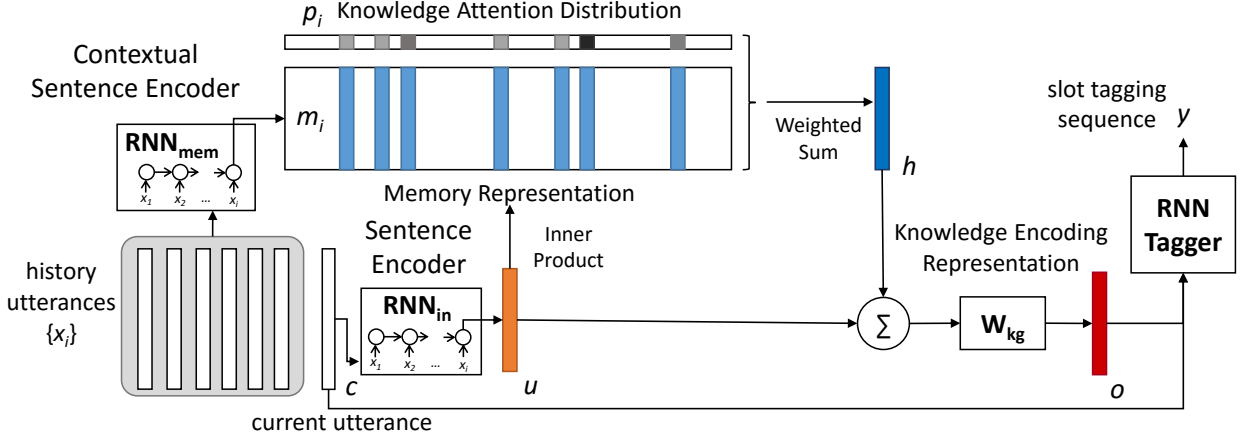 p_i Knowledge Attention Distribution
Contextual
Sentence Encoder
m_i
RNN_mem
x_1 x_2 ... x_i
Weighted
Sum
h
slot tagging
sequence
y
Memory Representation
RNN
Tagger
Sentence
Encoder
Inner
Product
Knowledge Encoding
Representation
history
utterances
{x_i}
RNN_in
x_1 x_2 ... x_i
∑
W_kg
c
u
o
current utterance